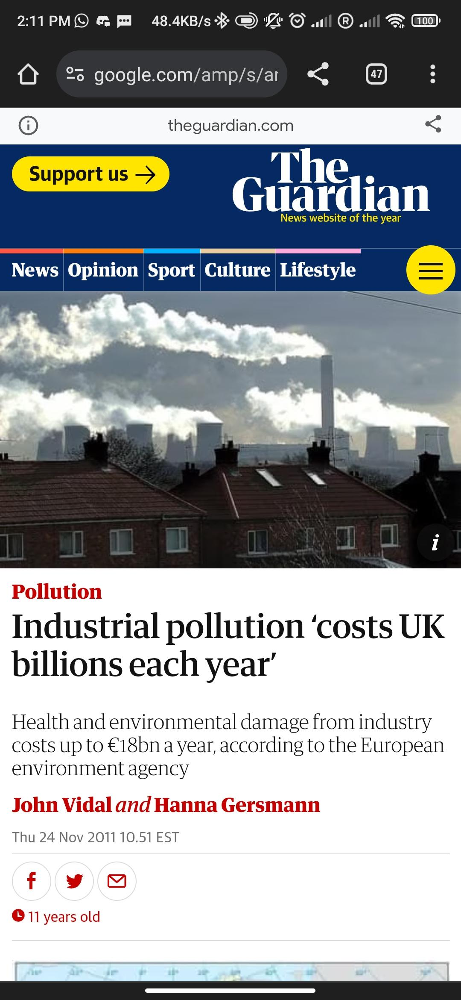 2:11 PM 48.4KB/s R 100
google.com/amp/s/ar
47
theguardian.com
Support us
The
Guardian
News website of the year
News Opinion Sport Culture Lifestyle
i
Pollution
Industrial pollution ‘costs UK
billions each year’
Health and environmental damage from industry
costs up to €18bn a year, according to the European
environment agency
John Vidal and Hanna Gersmann
Thu 24 Nov 2011 10.51 EST
11 years old